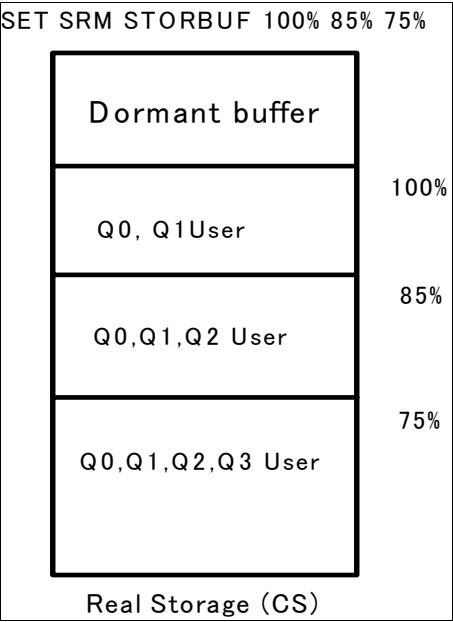 SET SRM STORBUF 100% 85% 75%
Dormant buffer
100%
Q0, Q1User
85%
Q0,Q1,Q2 User
75%
Q0,Q1,Q2,Q3 User
Real Storage (CS)